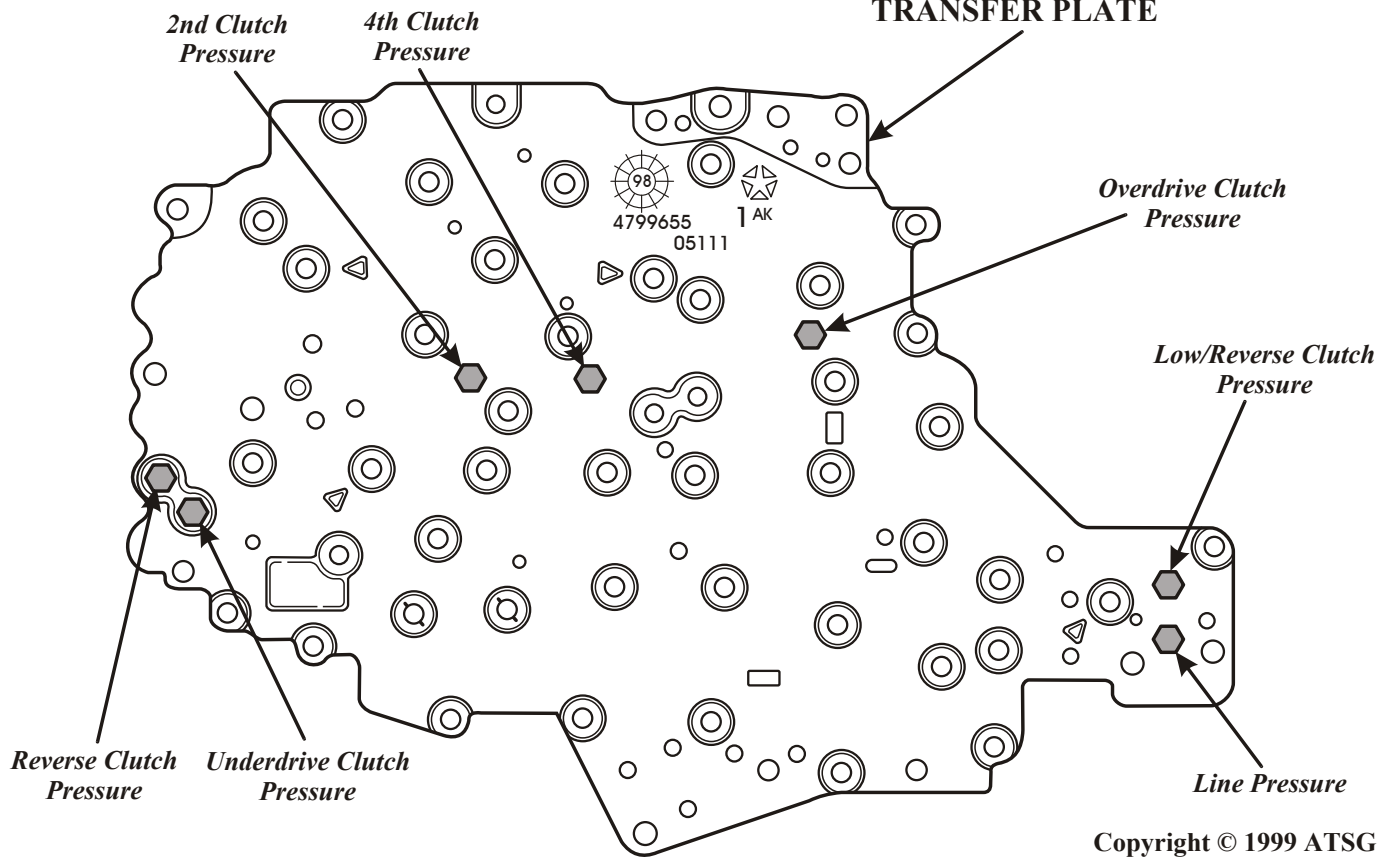 TRANSFER PLATE
2nd Clutch
Pressure
4th Clutch
Pressure
98
4799655
05111
1 AK
Overdrive Clutch
Pressure
Low/Reverse Clutch
Pressure
Reverse Clutch
Pressure
Underdrive Clutch
Pressure
Line Pressure
Copyright © 1999 ATSG